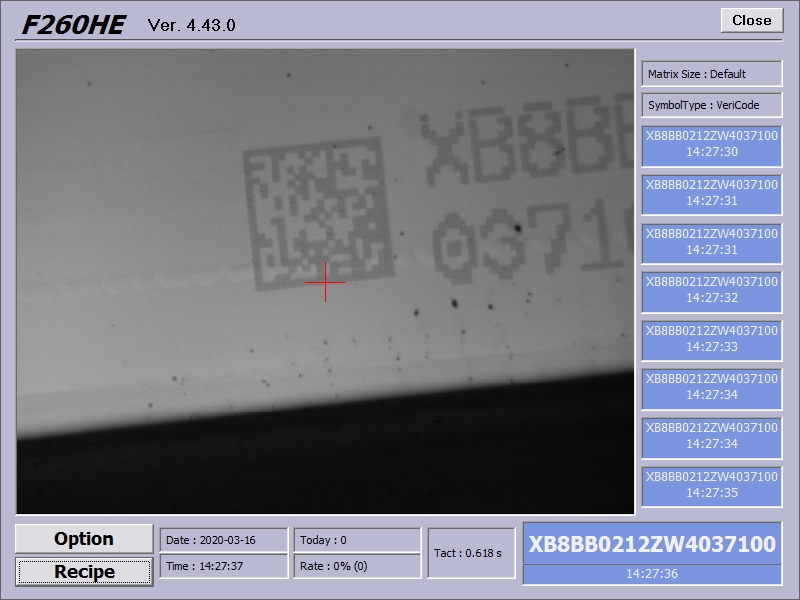 F260HE Ver. 4.43.0
Close
XB8BB
0371
Matrix Size : Default
SymbolType : VeriCode
XB8BB0212ZW4037100
14:27:30
XB8BB0212ZW4037100
14:27:31
XB8BB0212ZW4037100
14:27:31
XB8BB0212ZW4037100
14:27:32
XB8BB0212ZW4037100
14:27:33
XB8BB0212ZW4037100
14:27:34
XB8BB0212ZW4037100
14:27:34
XB8BB0212ZW4037100
14:27:35
Option
Recipe
Date : 2020-03-16
Time : 14:27:37
Today : 0
Rate : 0% (0)
Tact : 0.618 s
XB8BB0212ZW4037100
14:27:36